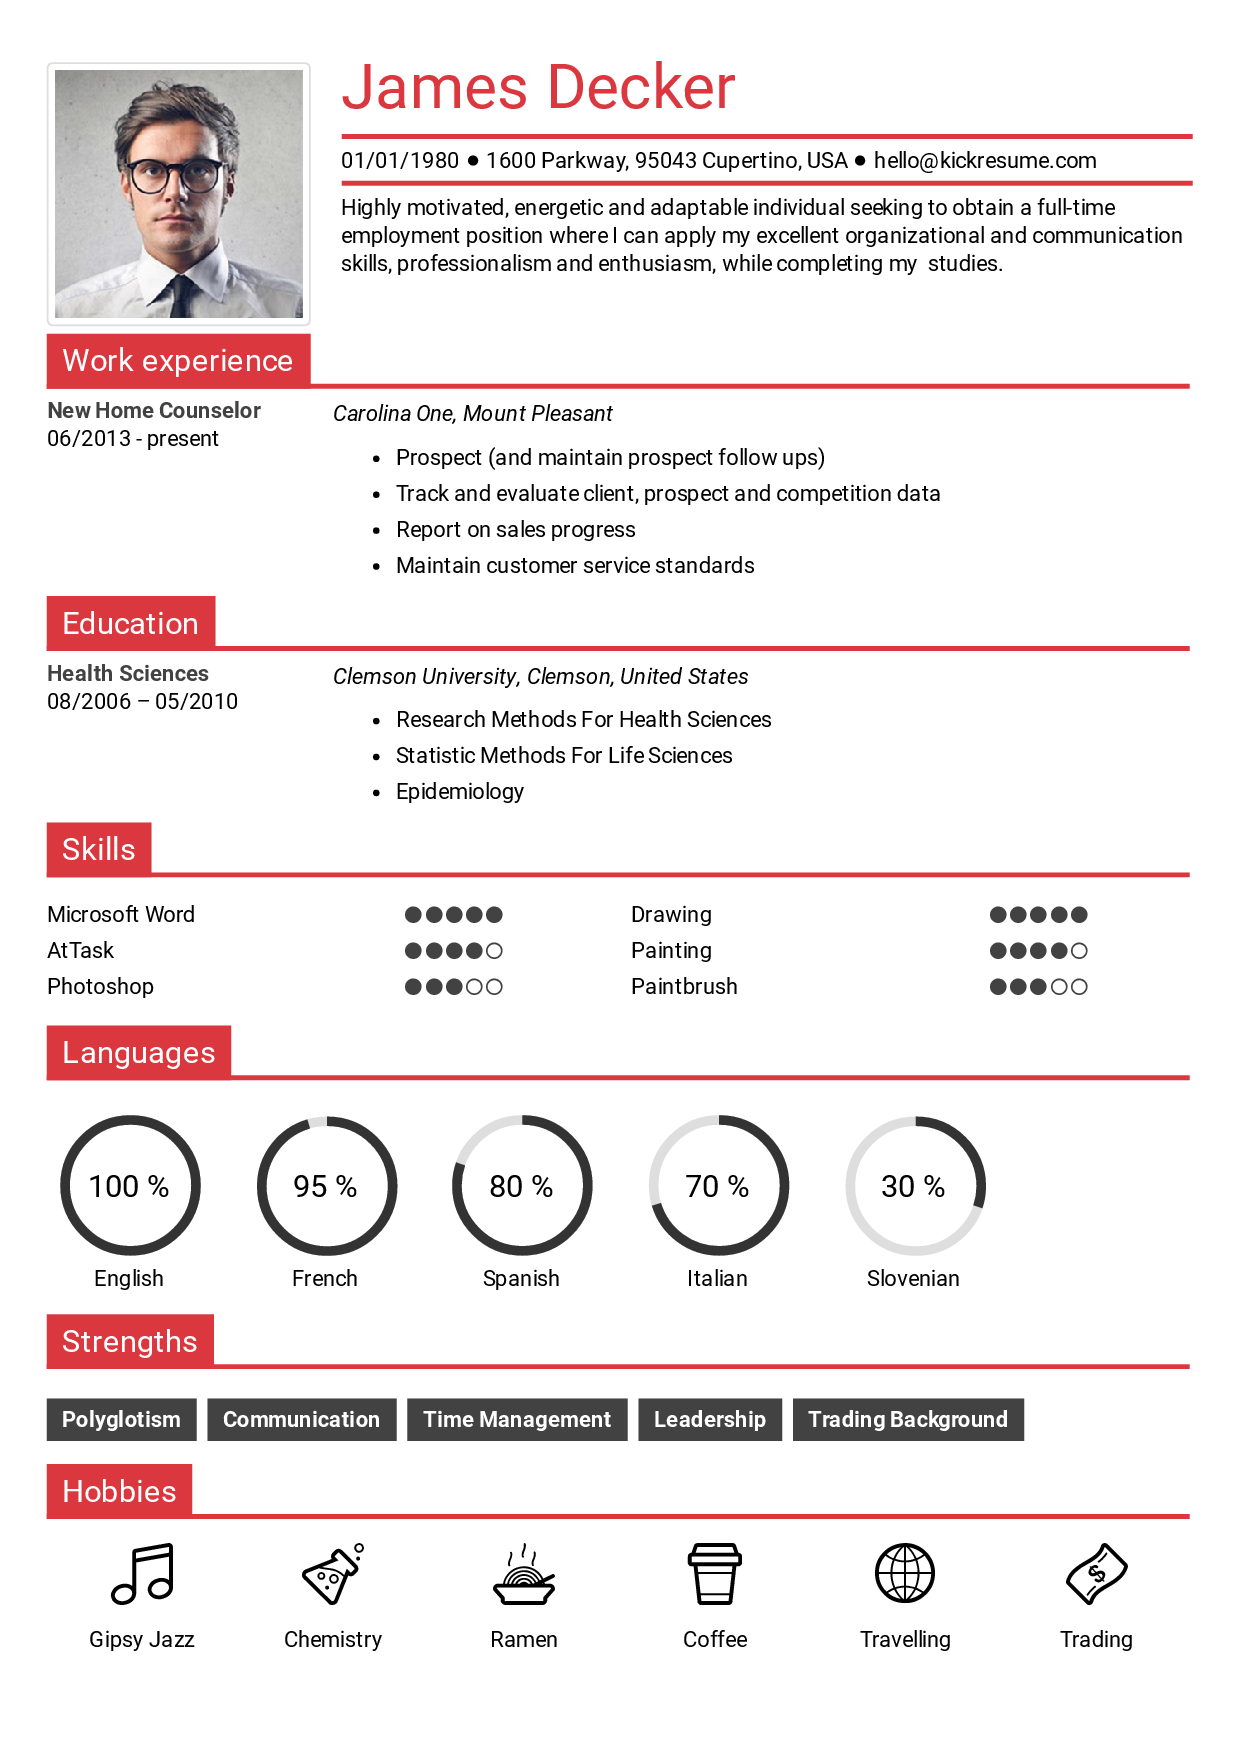 James Decker
01/01/1980 ● 1600 Parkway, 95043 Cupertino, USA ● hello@kickresume.com
Highly motivated, energetic and adaptable individual seeking to obtain a full-time
employment position where I can apply my excellent organizational and communication
skills, professionalism and enthusiasm, while completing my studies.
Work experience
New Home Counselor
06/2013 - present
Carolina One, Mount Pleasant
• Prospect (and maintain prospect follow ups)
• Track and evaluate client, prospect and competition data
• Report on sales progress
• Maintain customer service standards
Education
Health Sciences
08/2006 – 05/2010
Clemson University, Clemson, United States
• Research Methods For Health Sciences
• Statistic Methods For Life Sciences
• Epidemiology
Skills
Microsoft Word
AtTask
Photoshop
Drawing
Painting
Paintbrush
Languages
100 %
English
95 %
French
80 %
Spanish
70 %
Italian
30 %
Slovenian
Strengths
Polyglotism
Communication
Time Management
Leadership
Trading Background
Hobbies
Gipsy Jazz
Chemistry
Ramen
Coffee
Travelling
$
Trading